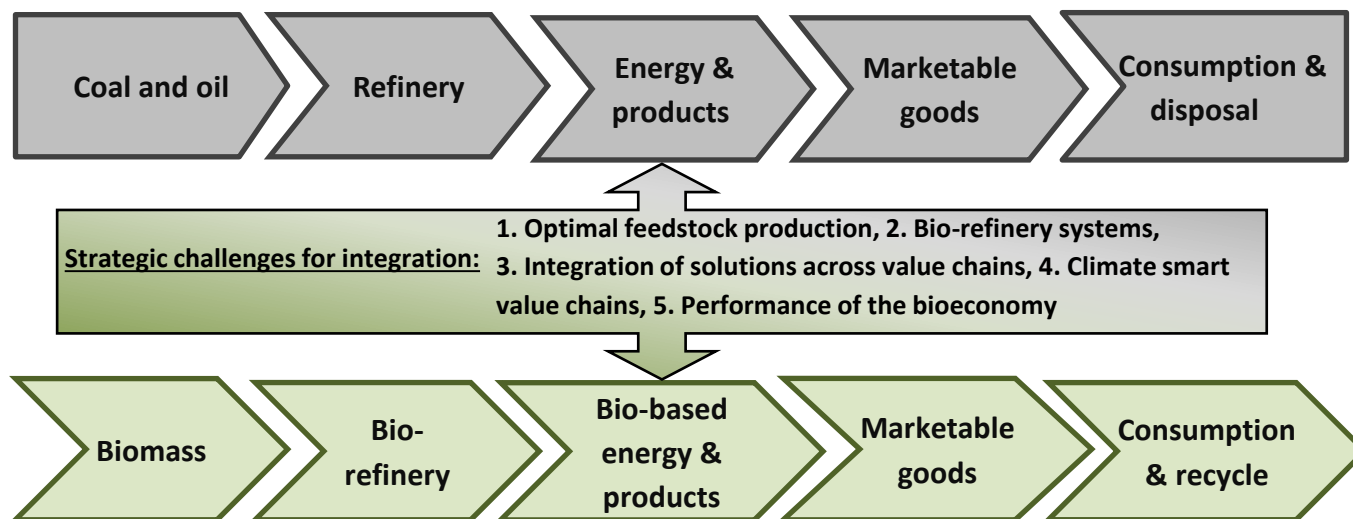 Coal and oil
Refinery
Energy &
products
Marketable
goods
Consumption &
disposal
Strategic challenges for integration:
1. Optimal feedstock production, 2. Bio-refinery systems,
3. Integration of solutions across value chains, 4. Climate smart
value chains, 5. Performance of the bioeconomy
Biomass
Bio-
refinery
Bio-based
energy &
products
Marketable
goods
Consumption
& recycle